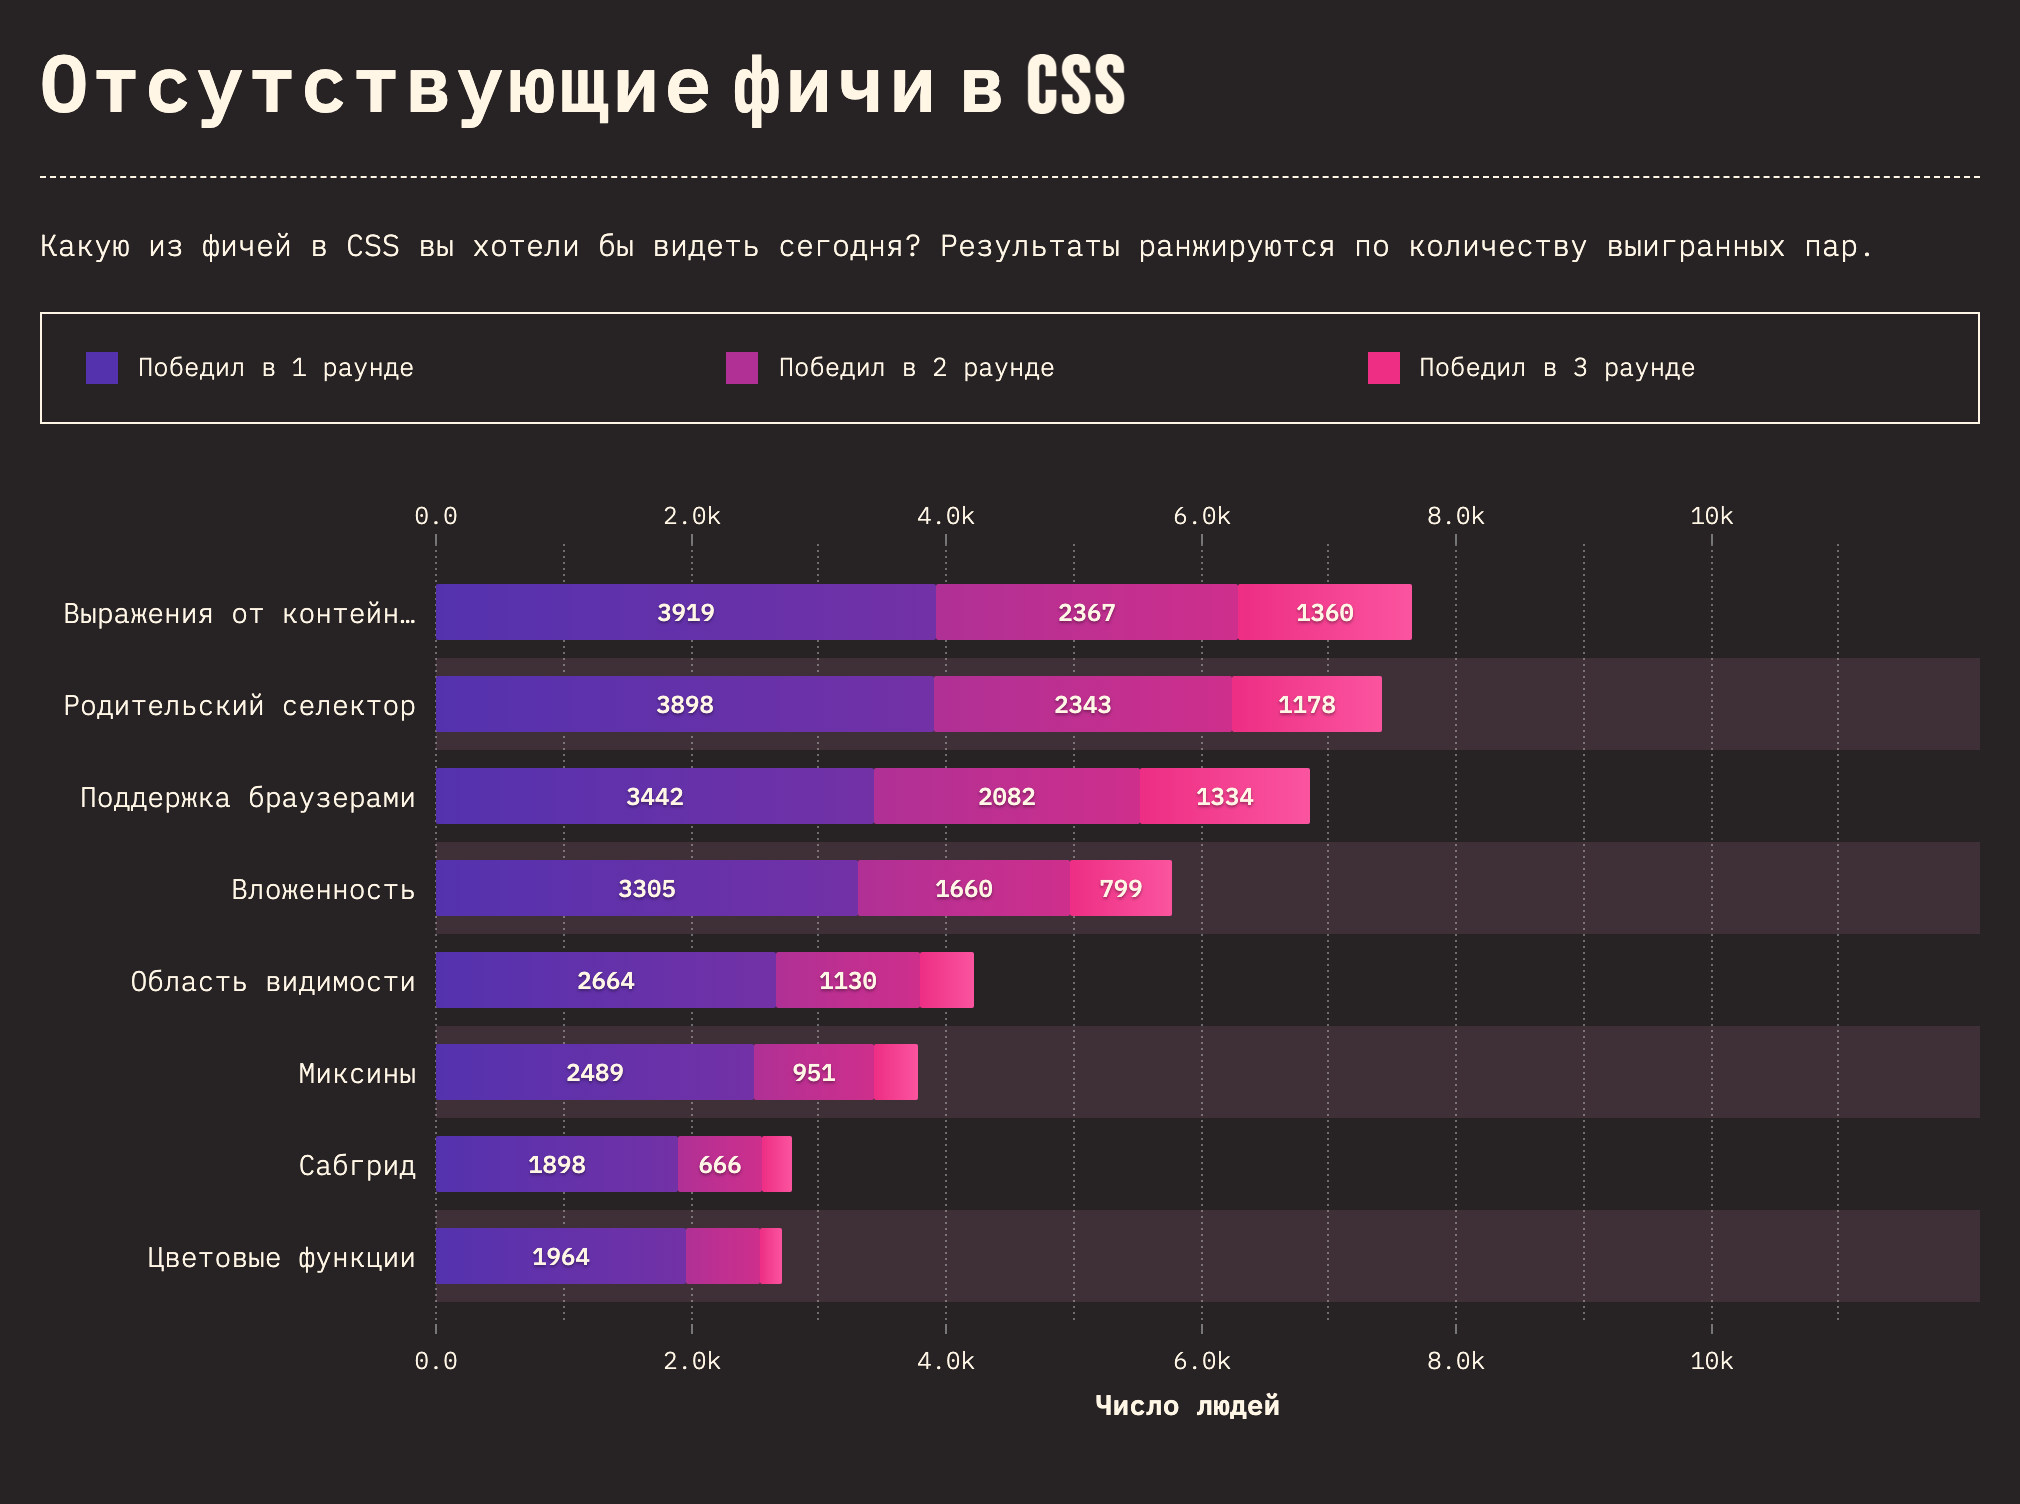 Отсутствующие фичи в CSS
Какую из фичей в CSS вы хотели бы видеть сегодня? Результаты ранжируются по количеству выигранных пар.
Победил в 1 раунде
Победил в 2 раунде
Победил в 3 раунде
0.0 2.0k 4.0k 6.0k 8.0k 10k
Выражения от контейн… 3919 2367 1360
Родительский селектор 3898 2343 1178
Поддержка браузерами 3442 2082 1334
Вложенность 3305 1660 799
Область видимости 2664 1130
Миксины 2489 951
Сабгрид 1898 666
Цветовые функции 1964
0.0 2.0k 4.0k 6.0k 8.0k 10k
Число людей